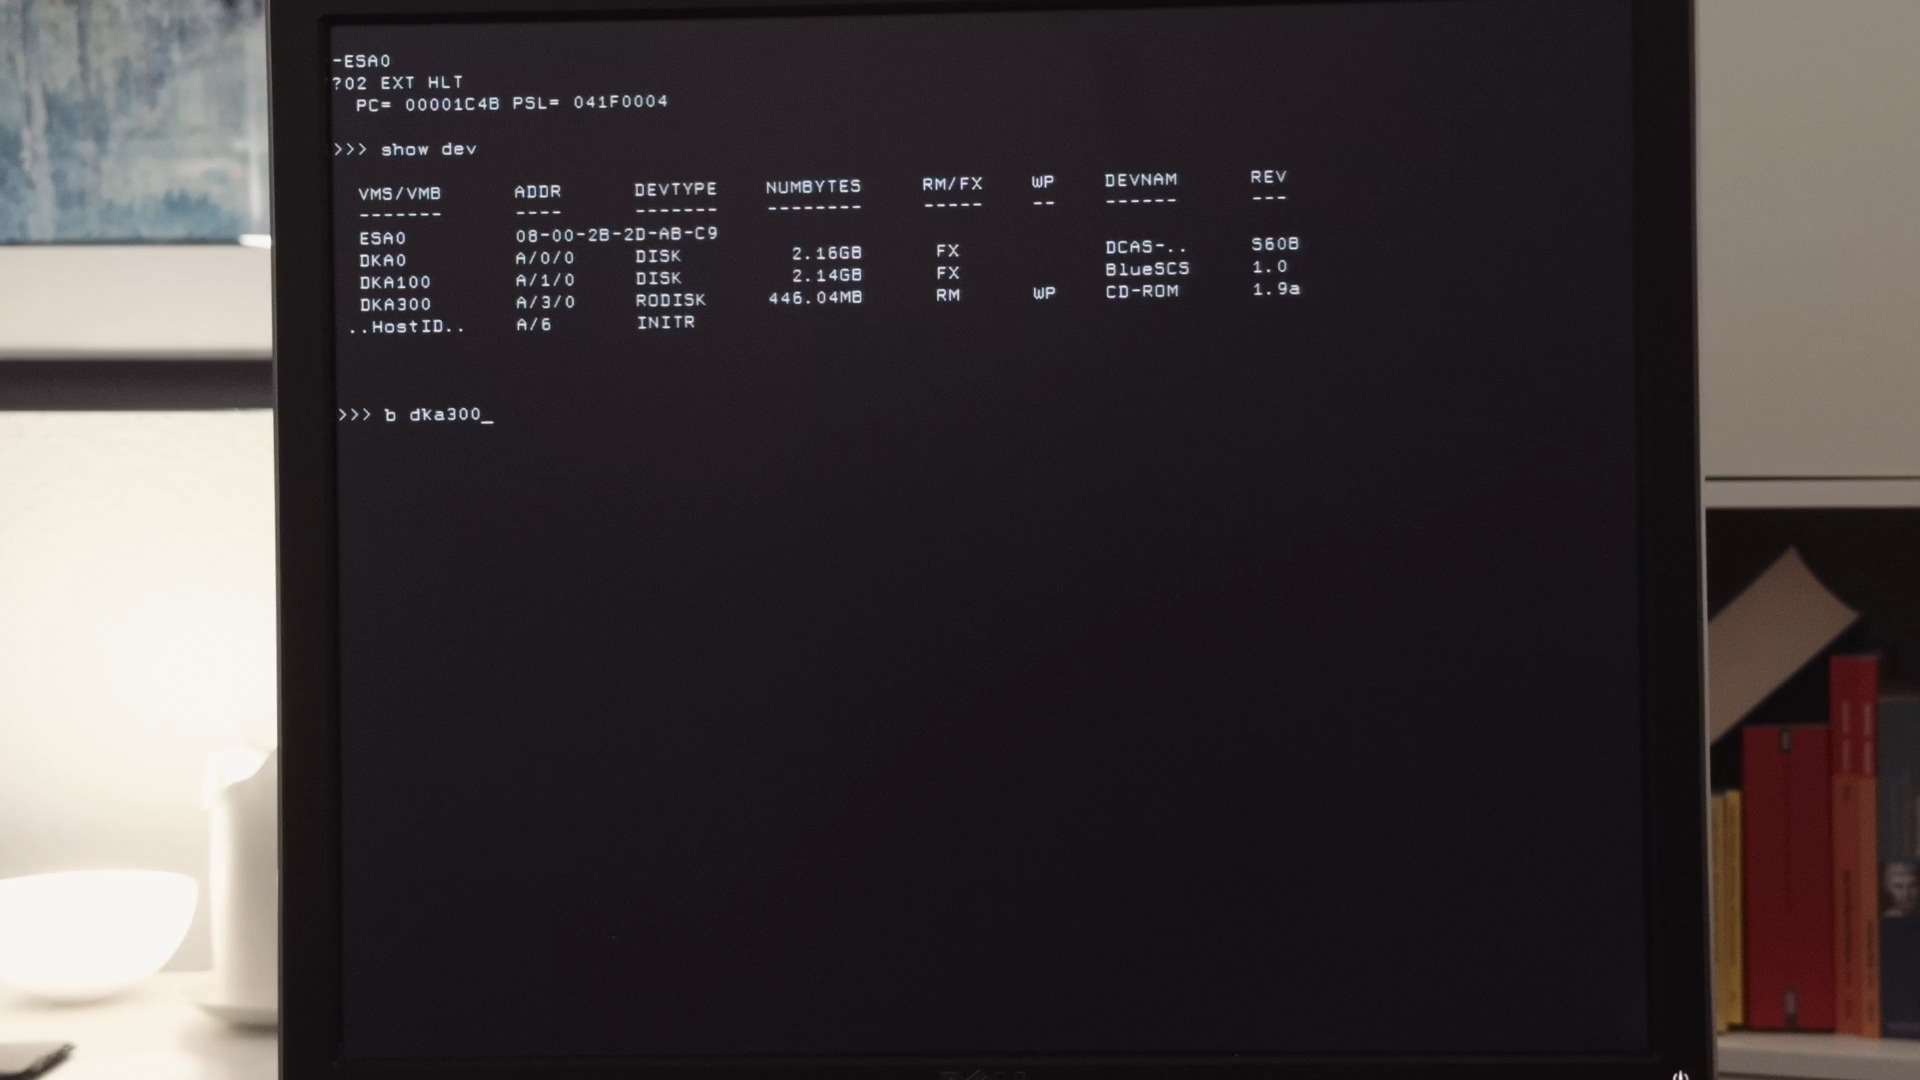 -ESA0
?02 EXT HLT
PC= 00001C4B PSL= 041F0004
>>> show dev
VMS/VMB ADDR DEVTYPE NUMBYTES RM/FX WP DEVNAM REV
------- ---- ------- -------- ----- -- ------ ---
ESA0 08-00-2B-2D-AB-C9
DKA0 A/0/0 DISK 2.16GB FX DCAS-.. S60B
DKA100 A/1/0 DISK 2.14GB FX BlueSCS 1.0
DKA300 A/3/0 RODISK 446.04MB RM WP CD-ROM 1.9a
..HostID.. A/6 INITR
>>> b dka300_